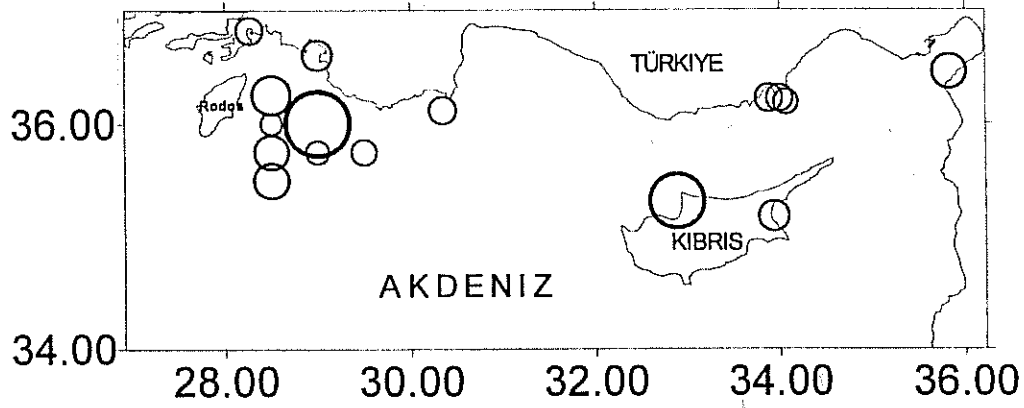 TÜRKIYE
Rodos
36.00
KIBRIS
AKDENIZ
34.00
28.00 30.00 32.00 34.00 36.00